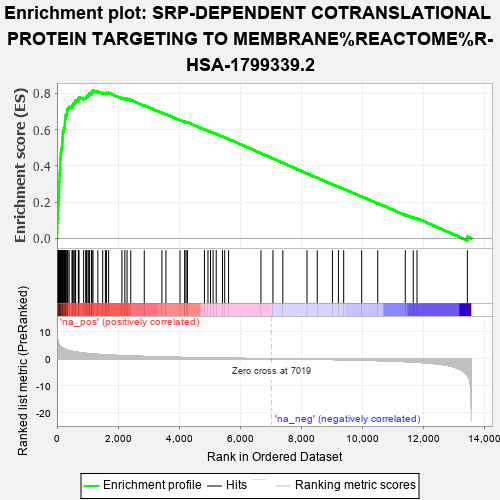 Enrichment plot: SRP-DEPENDENT COTRANSLATIONAL
PROTEIN TARGETING TO MEMBRANE%REACTOME%R-
HSA-1799339.2
Enrichment score (ES)
0.8
0.6
0.4
0.2
0.0
'na_pos' (positively correlated)
Ranked list metric (PreRanked)
10
5
0
-5
-10
-15
-20
Zero cross at 7019
'na_neg' (negatively correlated)
0
2,000
4,000
6,000
8,000
10,000
12,000
14,000
Rank in Ordered Dataset
Enrichment profile
Hits
Ranking metric scores